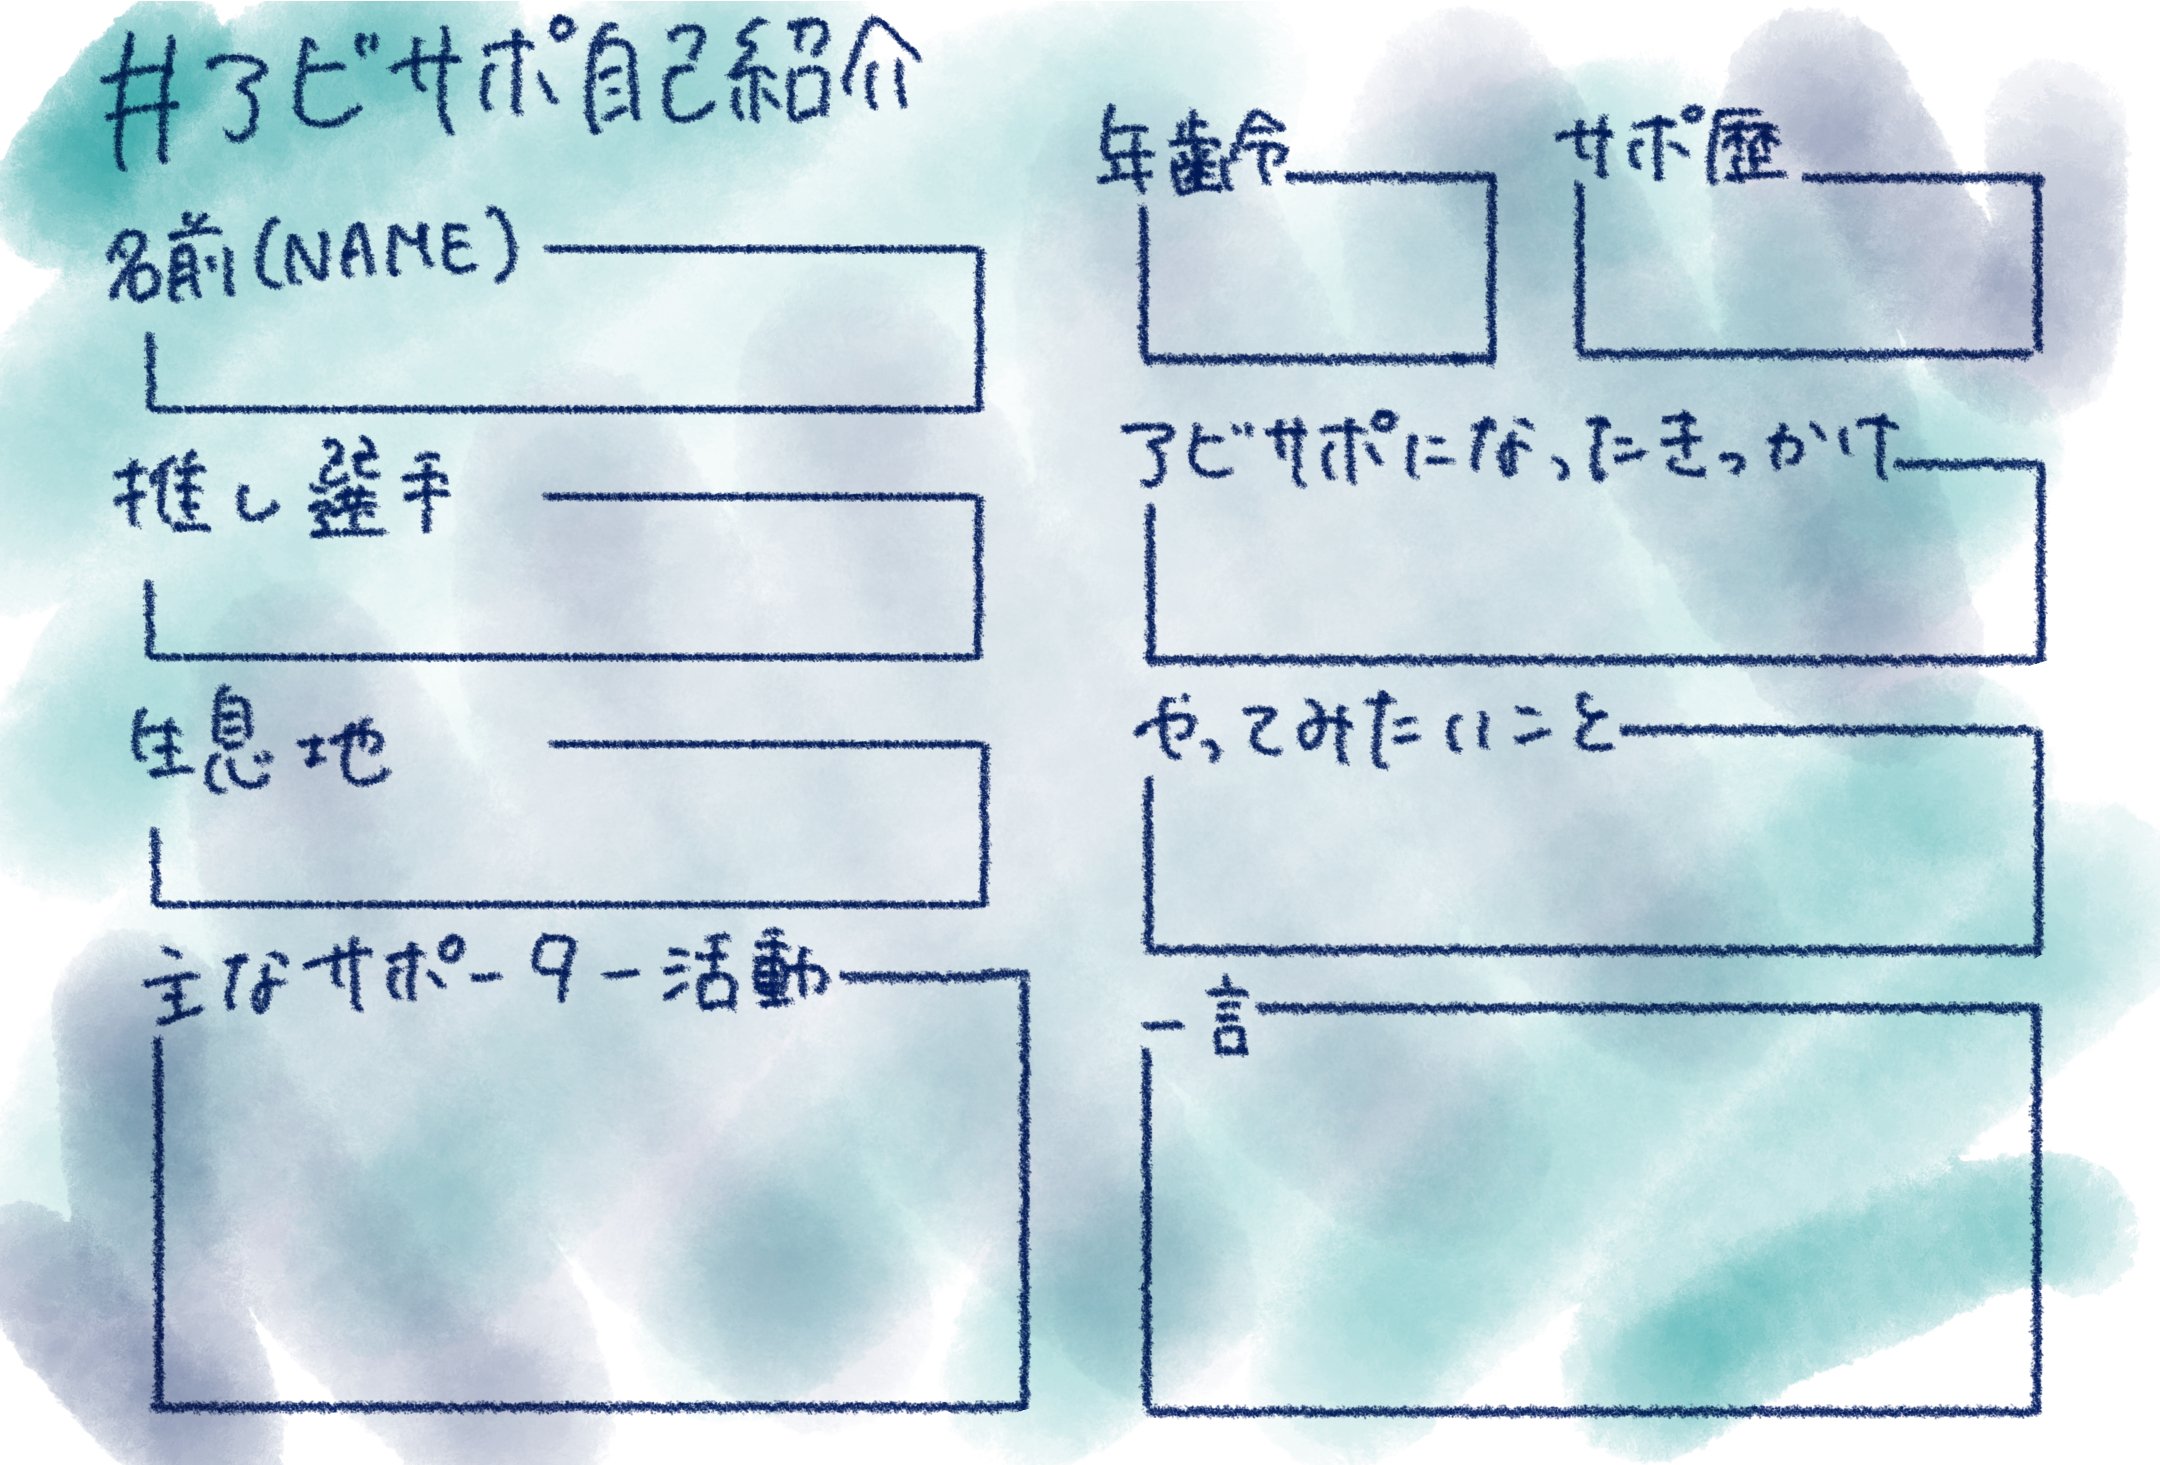 #アビサポ自己紹介
名前(NAME)
推し選手
生息地
主なサポーター活動
年齢
サポ歴
アビサポになったきっかけ
やってみたいこと
一言